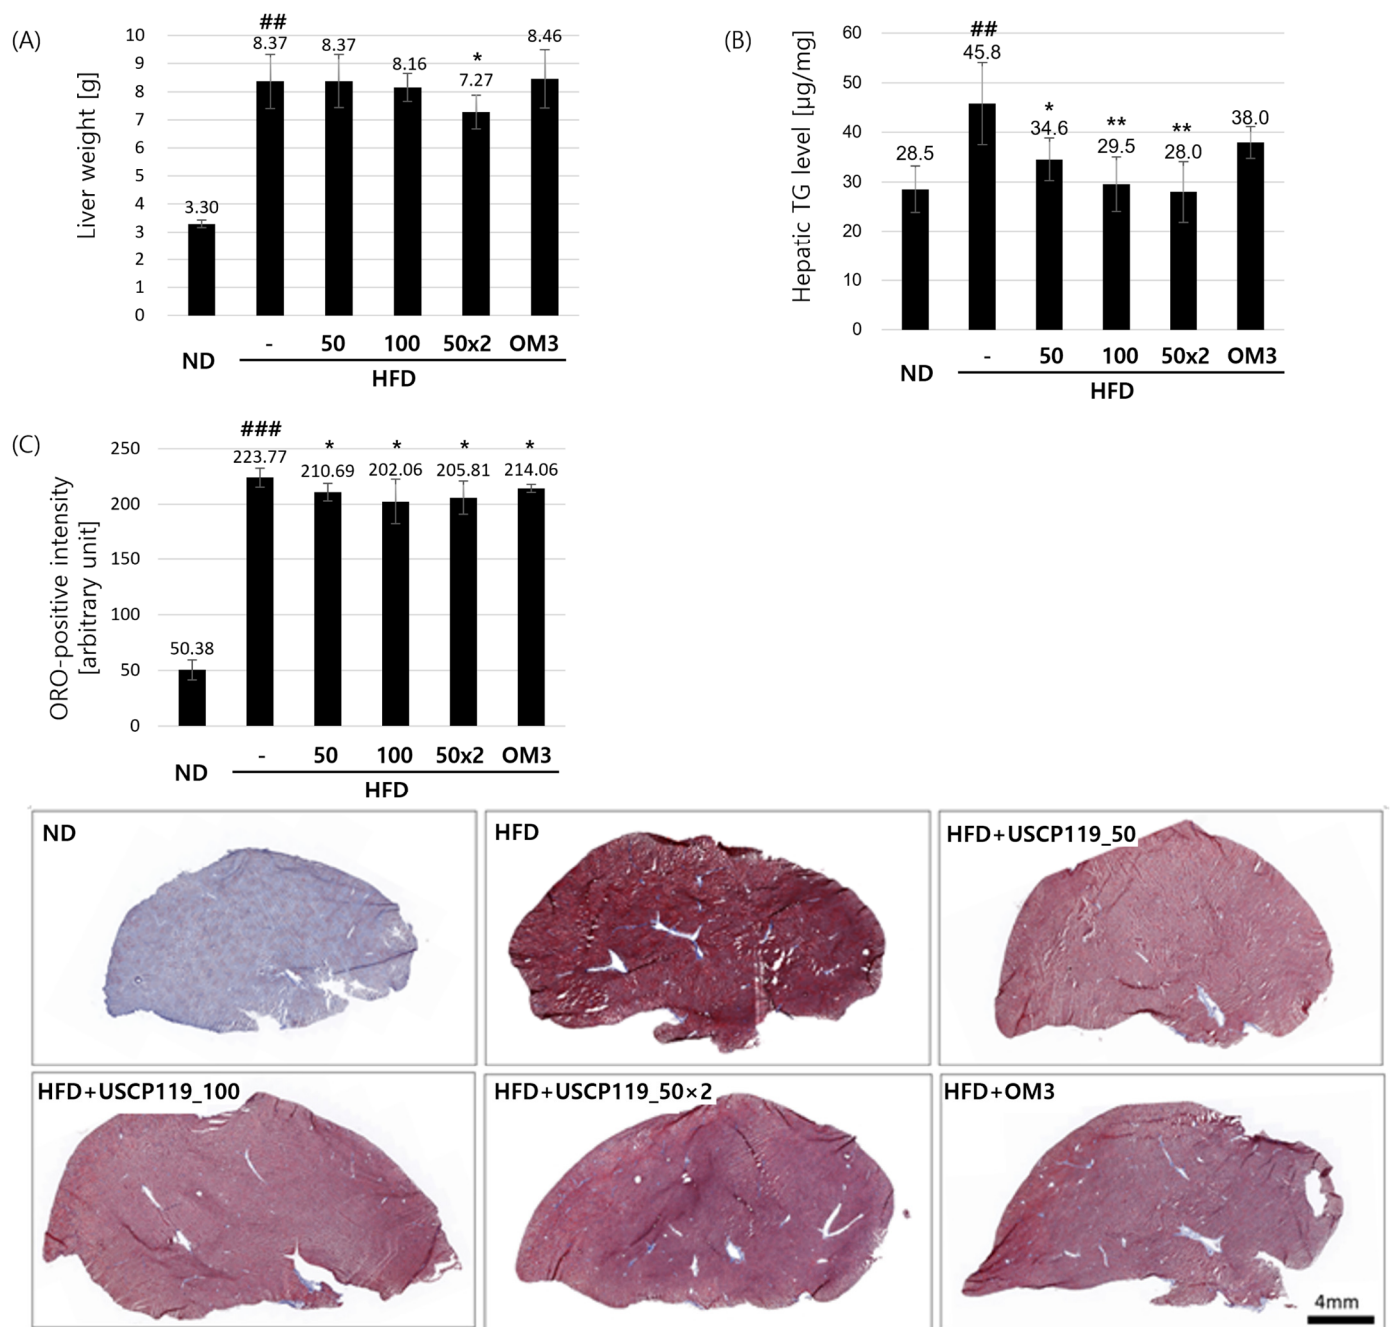 (A)
Liver weight [g]
10
9
8
7
6
5
4
3
2
1
0
##
3.30
8.37
8.37
8.16
*
7.27
8.46
ND
- 50 100 50x2 OM3
HFD
(B)
Hepatic TG level [µg/mg]
60
50
40
30
20
10
0
28.5
##
45.8
*
34.6
**
29.5
**
28.0
38.0
ND
- 50 100 50x2 OM3
HFD
(C)
ORO-positive intensity
[arbitrary unit]
250
200
150
100
50
0
50.38
###
223.77
*
210.69
*
202.06
*
205.81
*
214.06
ND
- 50 100 50x2 OM3
HFD
ND
HFD
HFD+USCP119_50
HFD+USCP119_100
HFD+USCP119_50×2
HFD+OM3
4mm